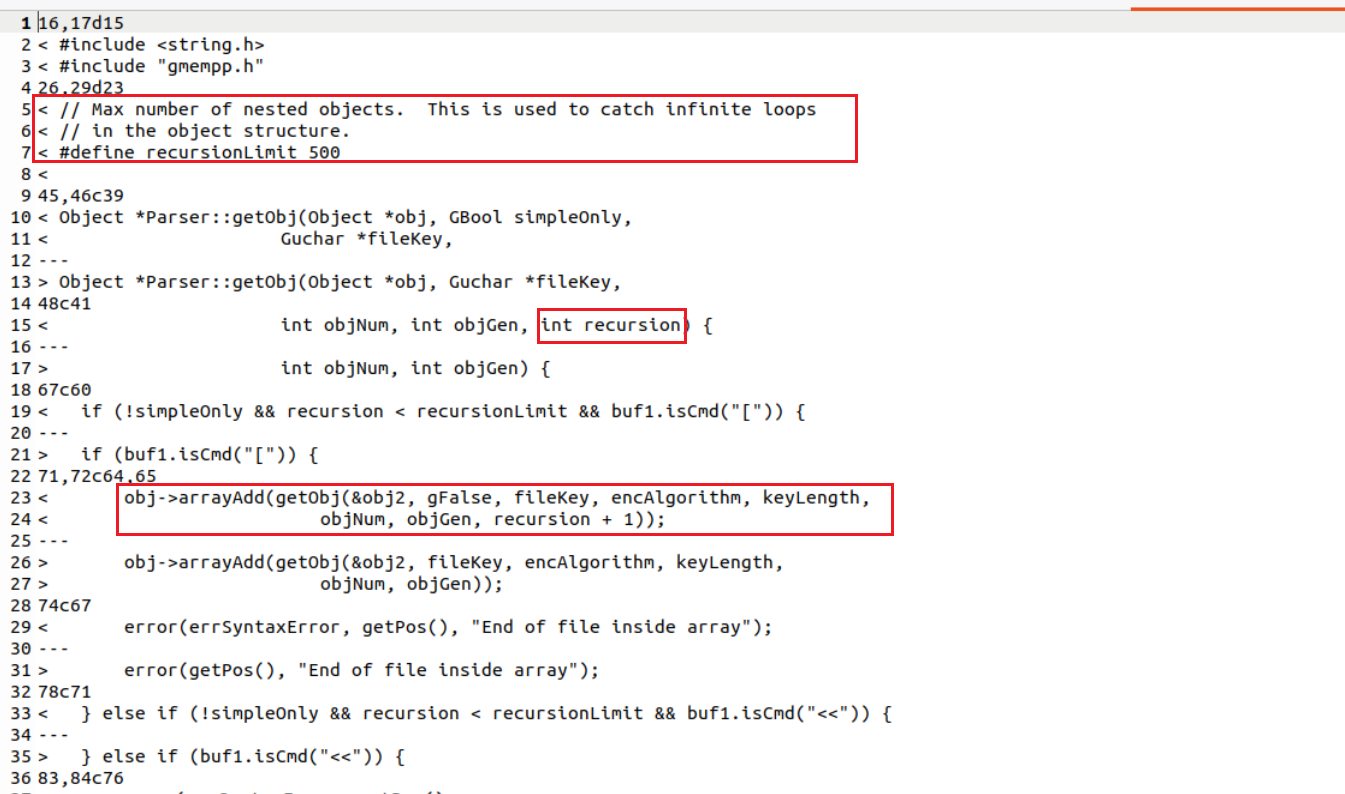 1 16,17d15
2 < #include <string.h>
3 < #include "gmempp.h"
4 26,29d23
5 < // Max number of nested objects.  This is used to catch infinite loops
6 < // in the object structure.
7 < #define recursionLimit 500
8 <
9 45,46c39
10 < Object *Parser::getObj(Object *obj, GBool simpleOnly,
11 <                      Guchar *fileKey,
12 ---
13 > Object *Parser::getObj(Object *obj, Guchar *fileKey,
14 48c41
15 <                      int objNum, int objGen, int recursion) {
16 ---
17 >                      int objNum, int objGen) {
18 67c60
19 <   if (!simpleOnly && recursion < recursionLimit && buf1.isCmd("[")) {
20 ---
21 >   if (buf1.isCmd("[")) {
22 71,72c64,65
23 <       obj->arrayAdd(getObj(&obj2, gFalse, fileKey, encAlgorithm, keyLength,
24 <                         objNum, objGen, recursion + 1));
25 ---
26 >       obj->arrayAdd(getObj(&obj2, fileKey, encAlgorithm, keyLength,
27 >                         objNum, objGen));
28 74c67
29 <       error(errSyntaxError, getPos(), "End of file inside array");
30 ---
31 >       error(getPos(), "End of file inside array");
32 78c71
33 <   } else if (!simpleOnly && recursion < recursionLimit && buf1.isCmd("<<")) {
34 ---
35 >   } else if (buf1.isCmd("<<")) {
36 83,84c76